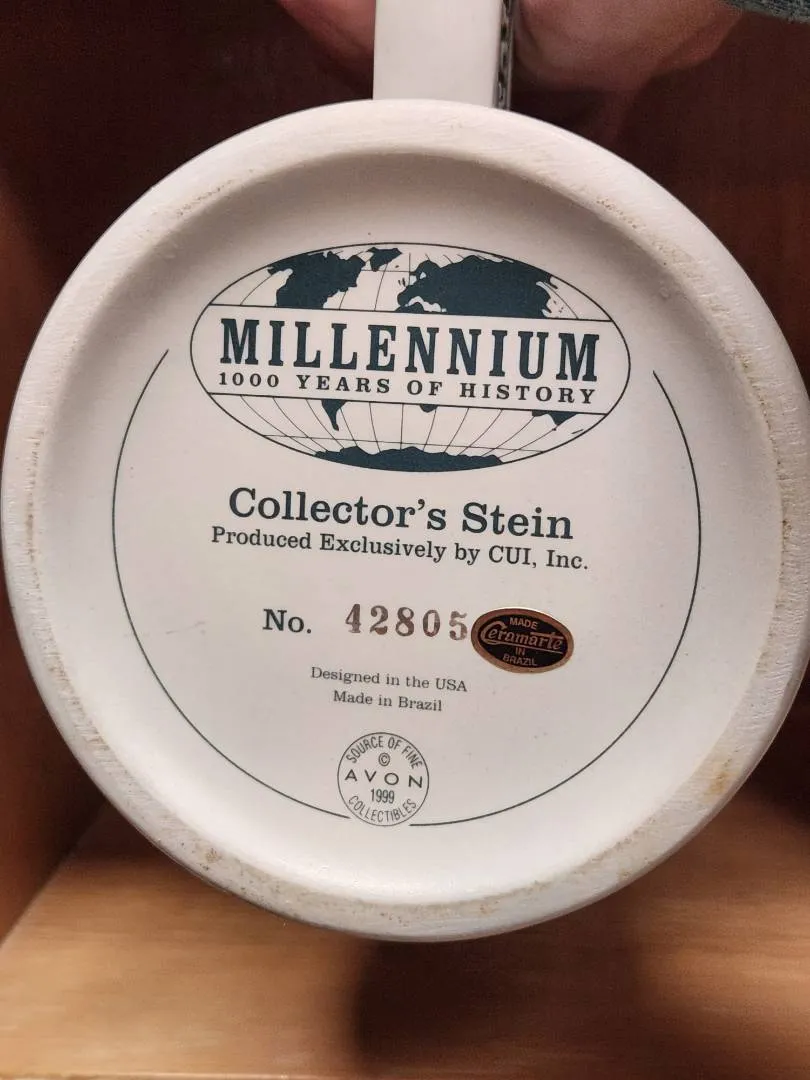 MILLENNIUM
1000 YEARS OF HISTORY
Collector's Stein
Produced Exclusively by CUI, Inc.
No. 42805
MADE
Ceramarte
IN
BRAZIL
Designed in the USA
Made in Brazil
SOURCE OF FINE
©
AVON
1999
COLLECTIBLES